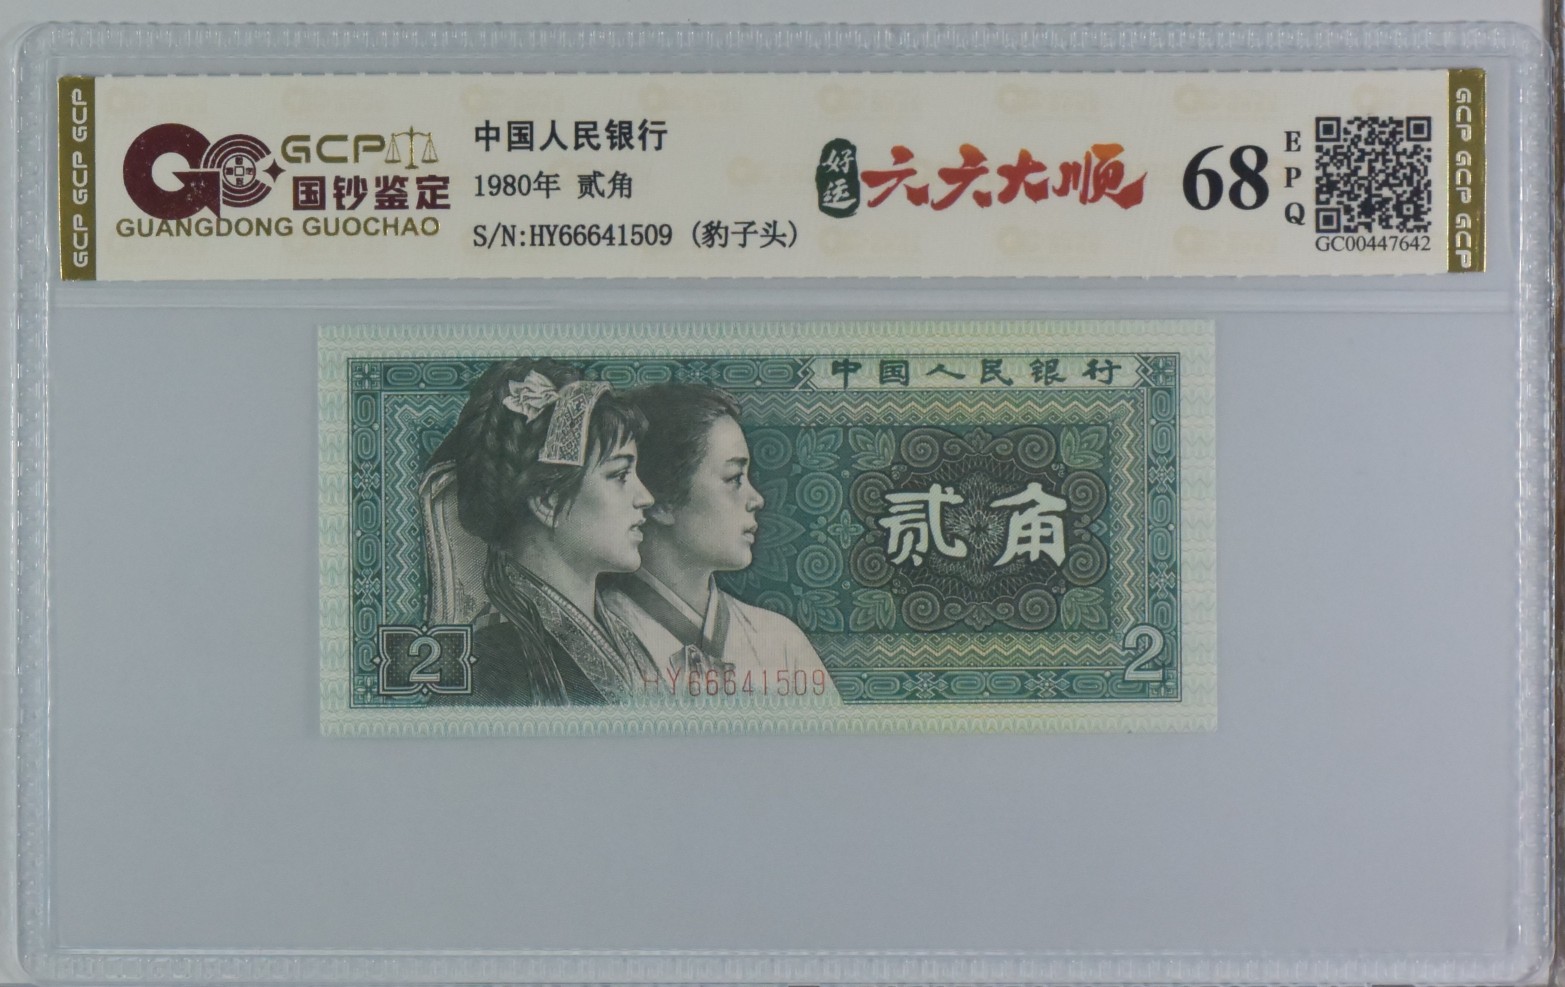 GCP GCP GCP
GCP
国钞鉴定
GUANGDONG GUOCHAO
中国人民银行
1980年 贰角
S/N:HY66641509 (豹子头)
好运
六六大顺
68
EPQ
GC00447642
GCP GCP GCP
中国人民银行
贰角
2
HY66641509
2